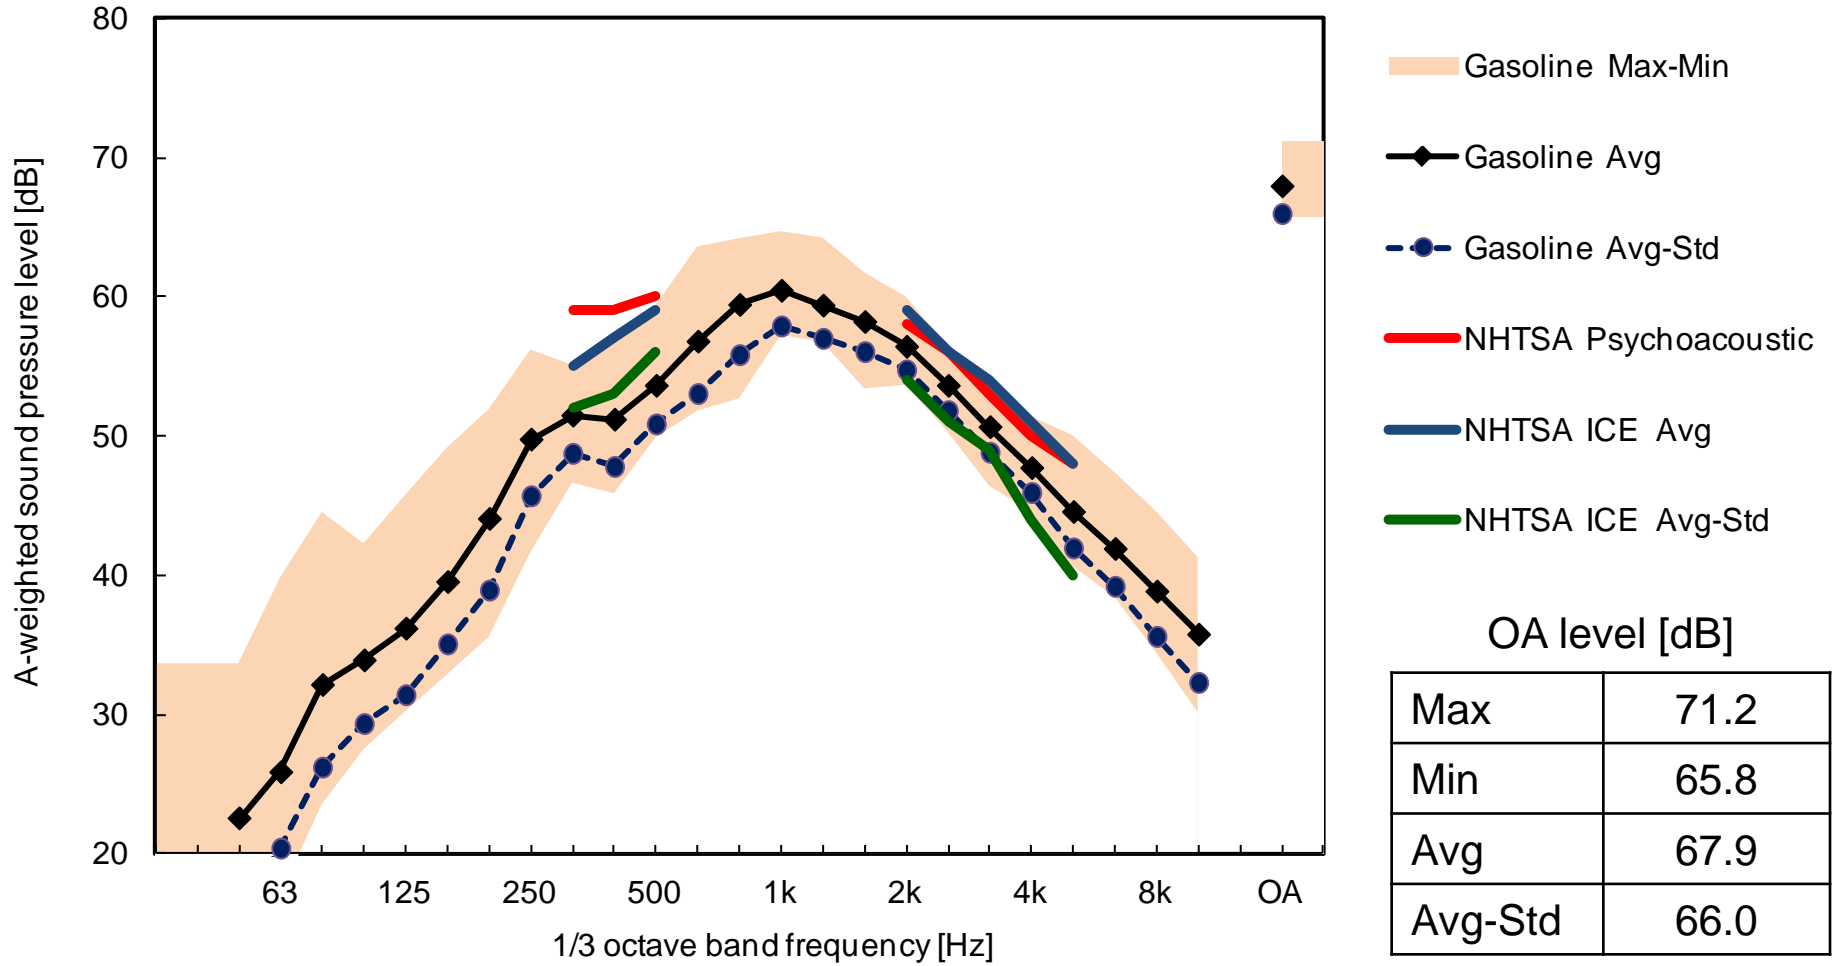 80
70
60
50
40
30
20
A-weighted sound pressure level [dB]
63 125 250 500 1k 2k 4k 8k OA
1/3 octave band frequency [Hz]
Gasoline Max-Min
Gasoline Avg
Gasoline Avg-Std
NHTSA Psychoacoustic
NHTSA ICE Avg
NHTSA ICE Avg-Std
OA level [dB]
Max 71.2
Min 65.8
Avg 67.9
Avg-Std 66.0